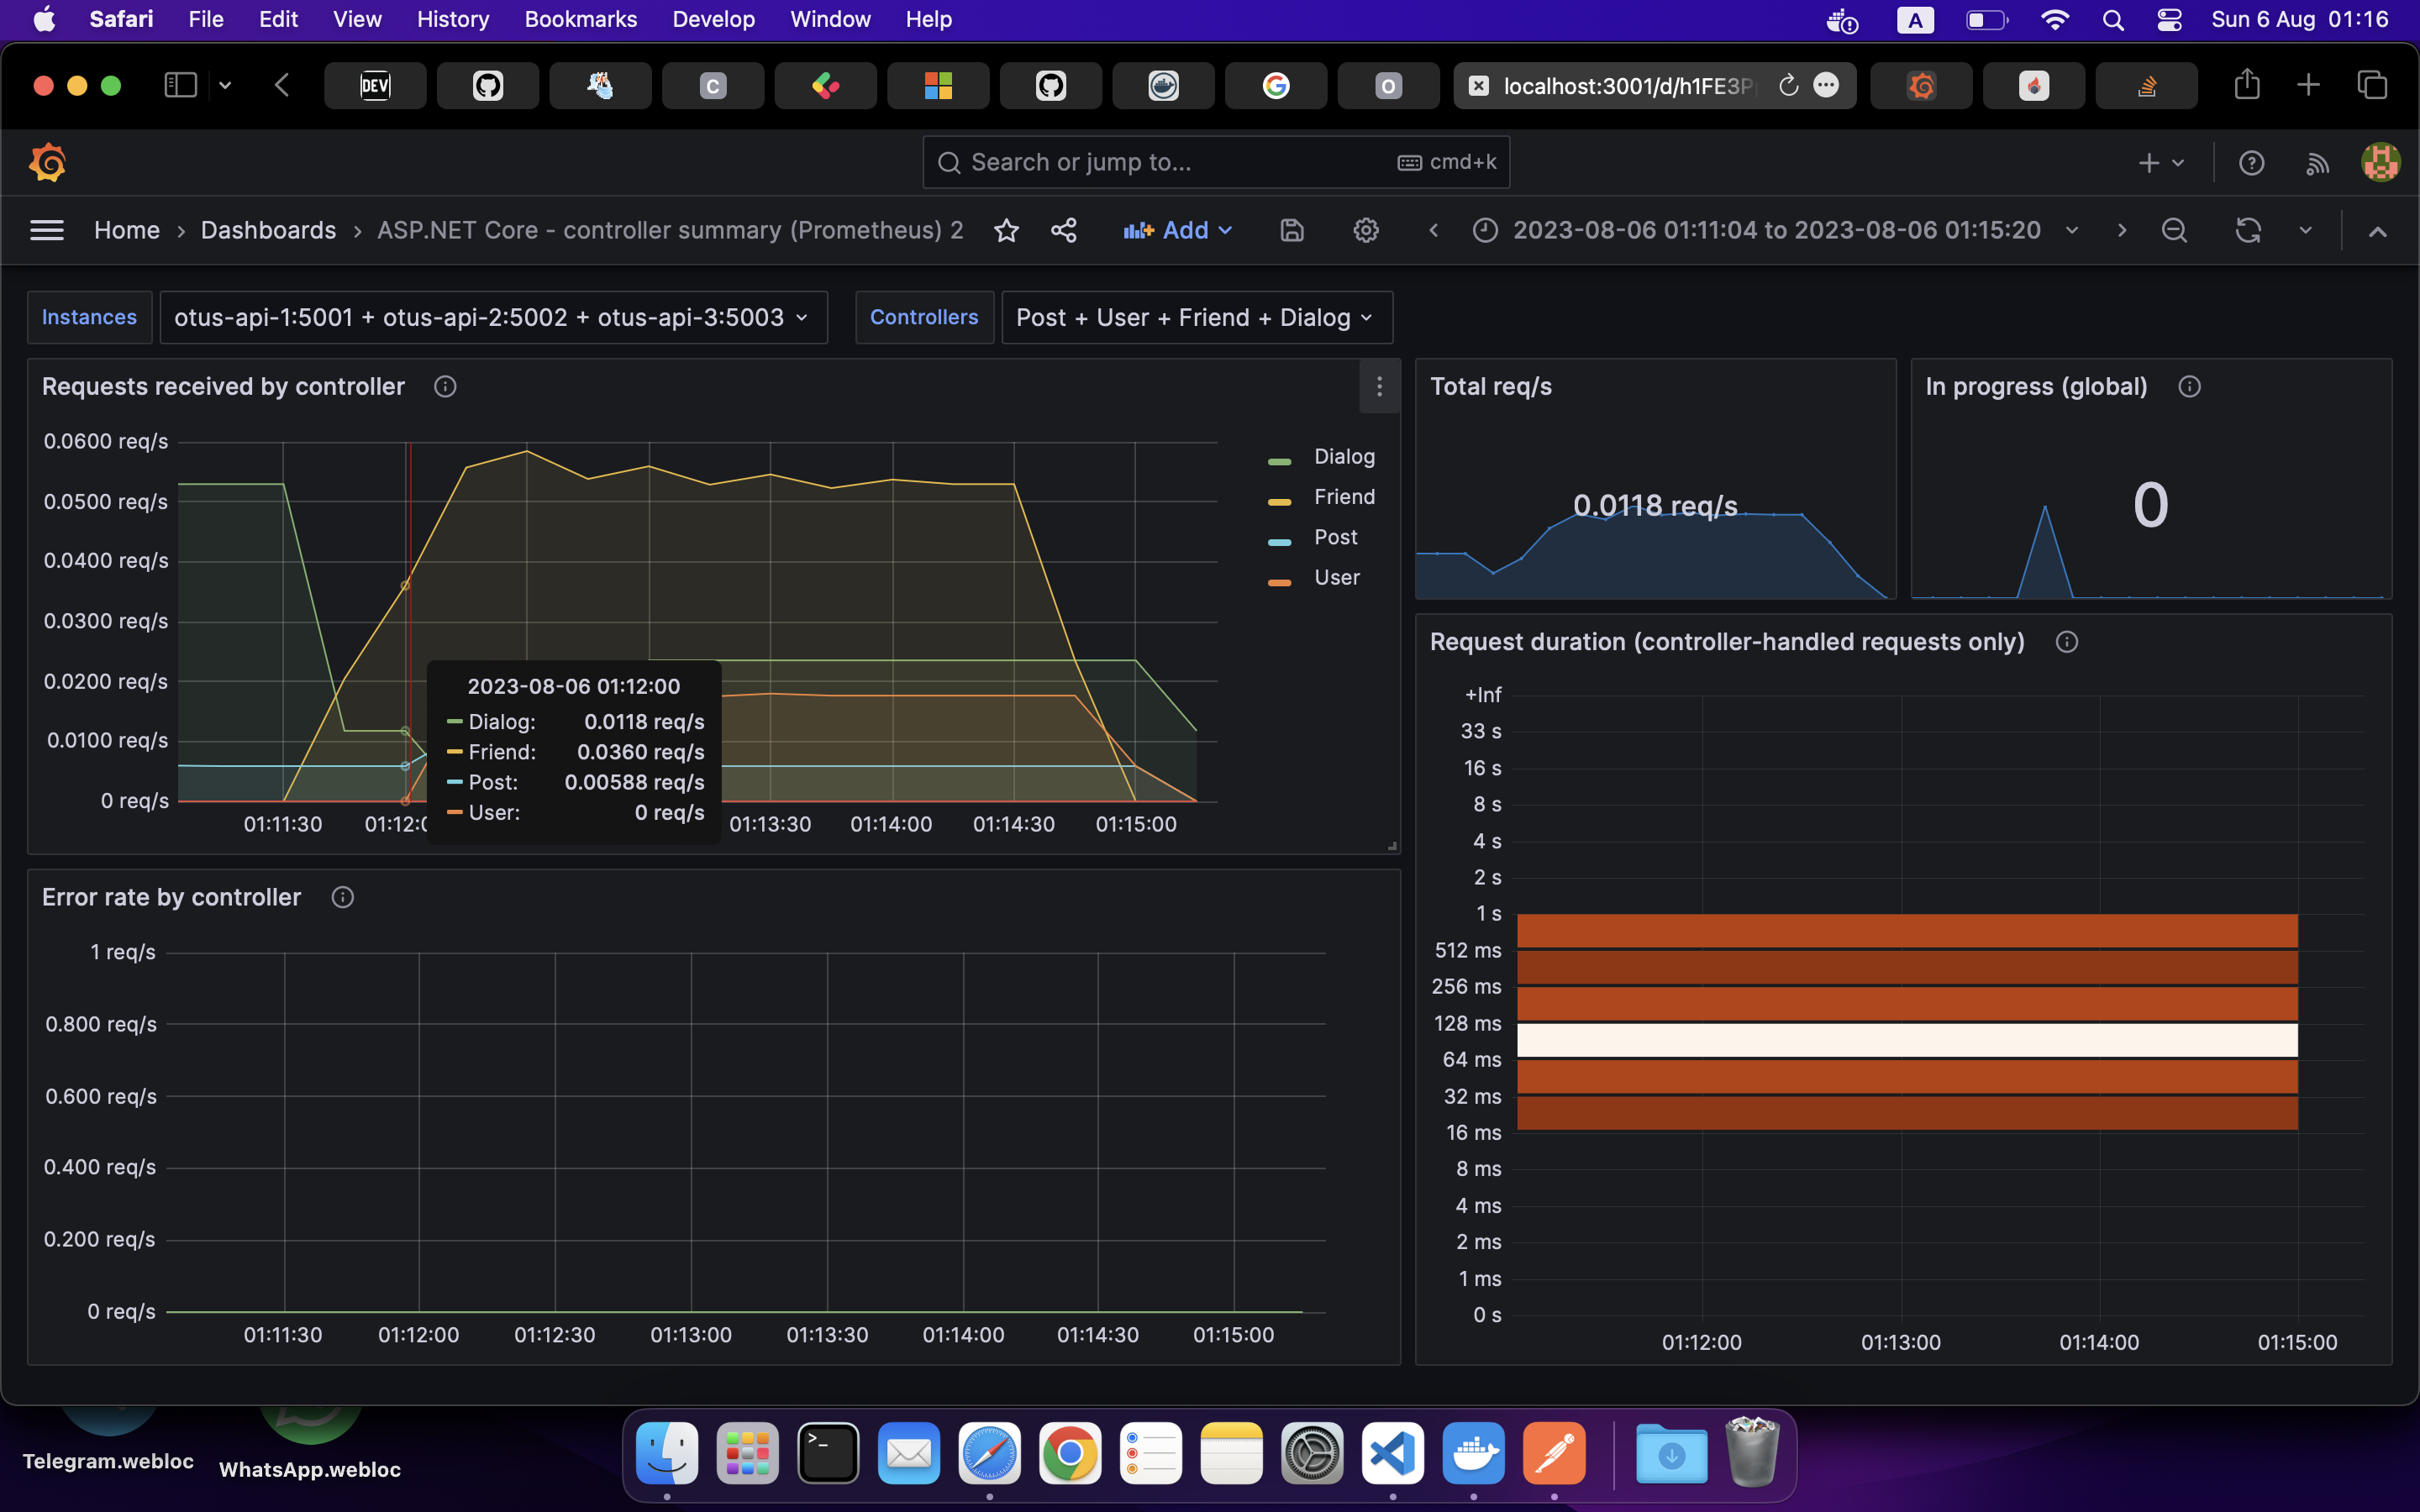 Safari File Edit View History Bookmarks Develop Window Help A Sun 6 Aug 01:16
DEV C O localhost:3001/d/h1FE3P
Search or jump to... cmd+k
Home › Dashboards › ASP.NET Core - controller summary (Prometheus) 2 Add 2023-08-06 01:11:04 to 2023-08-06 01:15:20
Instances otus-api-1:5001 + otus-api-2:5002 + otus-api-3:5003 Controllers Post + User + Friend + Dialog
Requests received by controller
0.0600 req/s
0.0500 req/s
0.0400 req/s
0.0300 req/s
0.0200 req/s
0.0100 req/s
0 req/s
01:11:30 01:12:0 01:13:30 01:14:00 01:14:30 01:15:00
Dialog
Friend
Post
User
2023-08-06 01:12:00
Dialog: 0.0118 req/s
Friend: 0.0360 req/s
Post: 0.00588 req/s
User: 0 req/s
Total req/s
0.0118 req/s
In progress (global)
0
Error rate by controller
1 req/s
0.800 req/s
0.600 req/s
0.400 req/s
0.200 req/s
0 req/s
01:11:30 01:12:00 01:12:30 01:13:00 01:13:30 01:14:00 01:14:30 01:15:00
Request duration (controller-handled requests only)
+Inf
33 s
16 s
8 s
4 s
2 s
1 s
512 ms
256 ms
128 ms
64 ms
32 ms
16 ms
8 ms
4 ms
2 ms
1 ms
0 s
01:12:00 01:13:00 01:14:00 01:15:00
Telegram.webloc
WhatsApp.webloc